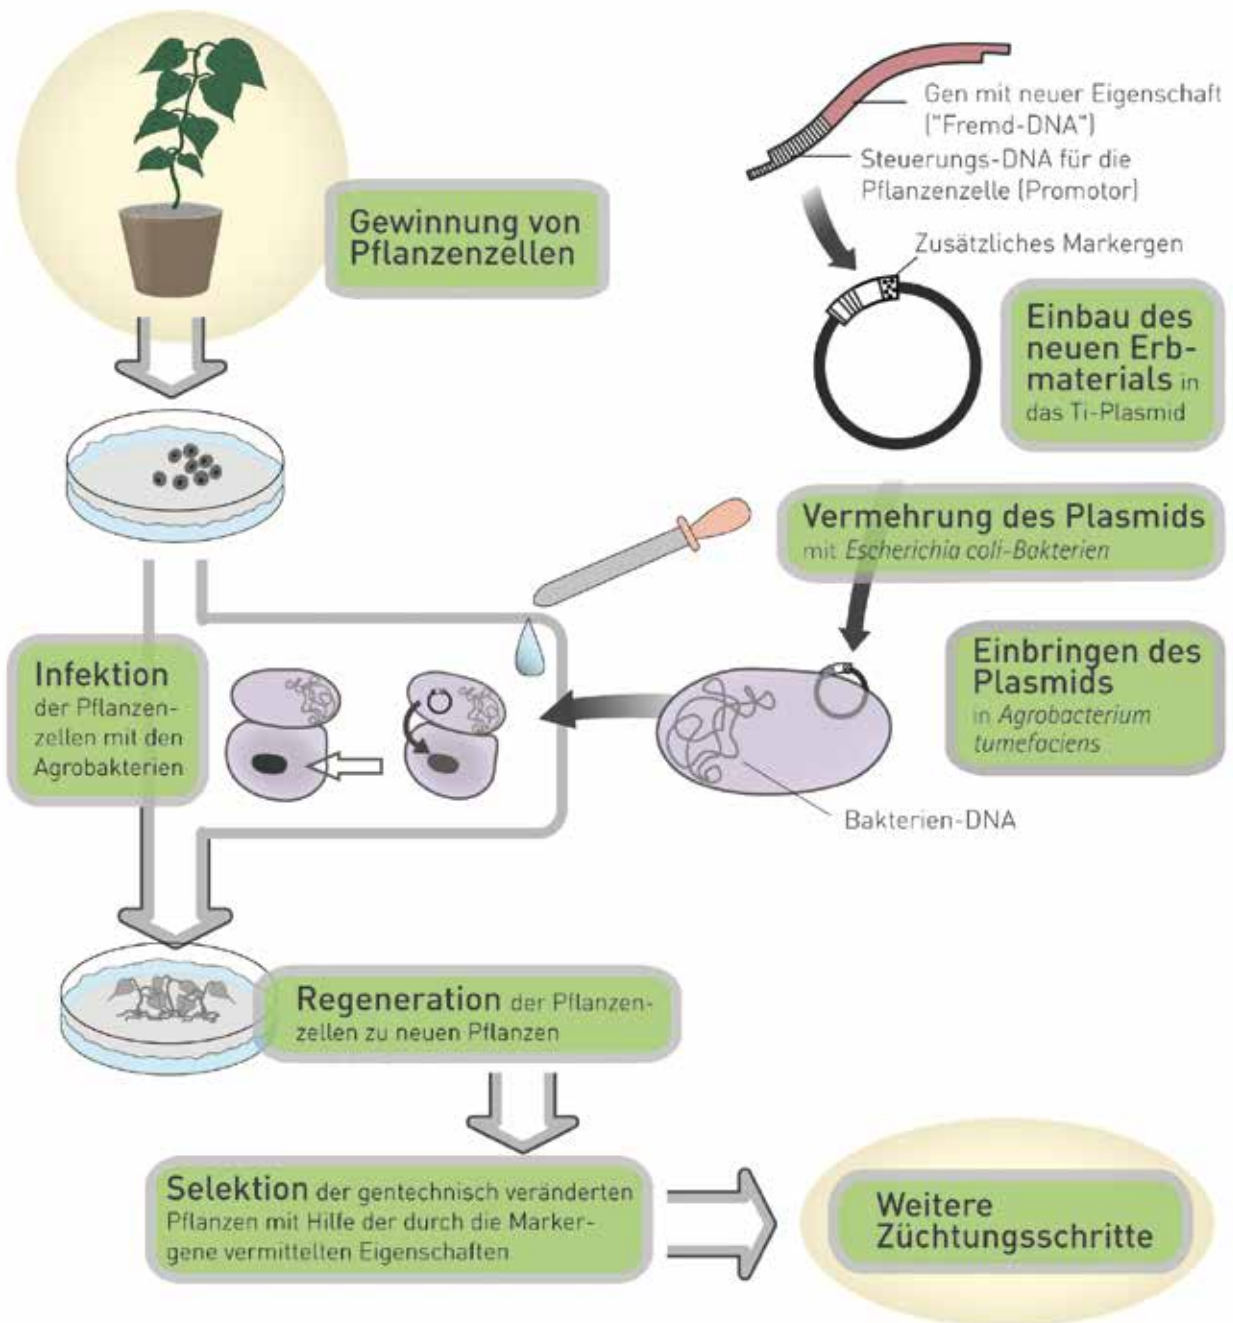 Gewinnung von
Pflanzenzellen
Gen mit neuer Eigenschaft
("Fremd-DNA")
Steuerungs-DNA für die
Pflanzenzelle (Promotor)
Zusätzliches Markergen
Einbau des
neuen Erb-
materials in
das Ti-Plasmid
Vermehrung des Plasmids
mit Escherichia coli-Bakterien
Einbringen des
Plasmids
in Agrobacterium
tumefaciens
Bakterien-DNA
Infektion
der Pflanzen-
zellen mit den
Agrobakterien
Regeneration der Pflanzen-
zellen zu neuen Pflanzen
Selektion der gentechnisch veränderten
Pflanzen mit Hilfe der durch die Marker-
gene vermittelten Eigenschaften
Weitere
Züchtungsschritte